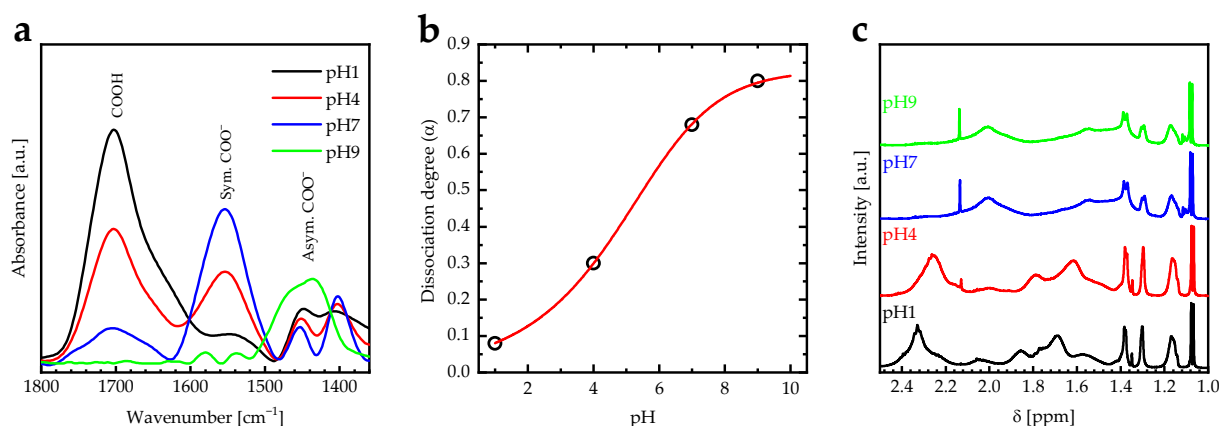 a
COOH
Sym. COO⁻
Asym. COO⁻
pH1
pH4
pH7
pH9
Absorbance [a.u.]
1800 1700 1600 1500 1400
Wavenumber [cm⁻¹]
b
0.9
0.8
0.7
0.6
0.5
0.4
0.3
0.2
0.1
0.0
Dissociation degree (α)
2 4 6 8 10
pH
c
pH9
pH7
pH4
pH1
Intensity [a.u.]
2.4 2.2 2.0 1.8 1.6 1.4 1.2 1.0
δ [ppm]